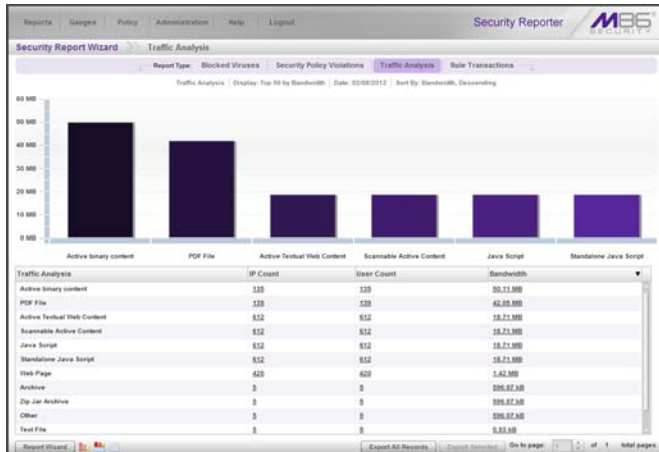 Reports Gauges Policy Administration Help Logout Security Reporter M86 SECURITY
Security Report Wizard Traffic Analysis
Report Type: Blocked Viruses Security Policy Violations Traffic Analysis Rule Transactions
Traffic Analysis Display: Top 50 by Bandwidth Date: 02/08/2012 Sort By: Bandwidth, Descending
60 MB
50 MB
40 MB
30 MB
20 MB
10 MB
0 MB
Active binary content PDF File Active Textual Web Content Scannable Active Content Java Script Standalone Java Script
Traffic Analysis IP Count User Count Bandwidth
Active binary content 135 135 50.11 MB
PDF File 139 139 42.05 MB
Active Textual Web Content 612 612 18.71 MB
Scannable Active Content 612 612 18.71 MB
Java Script 612 612 18.71 MB
Standalone Java Script 612 612 18.71 MB
Web Page 420 420 1.42 MB
Archive 5 5 596.07 kB
Zip Jar Archive 5 5 596.07 kB
Other 5 5 596.07 kB
Text File 5 5 0.93 kB
Report Wizard Export All Records Export Selected Go to page: 1 of 1 total pages